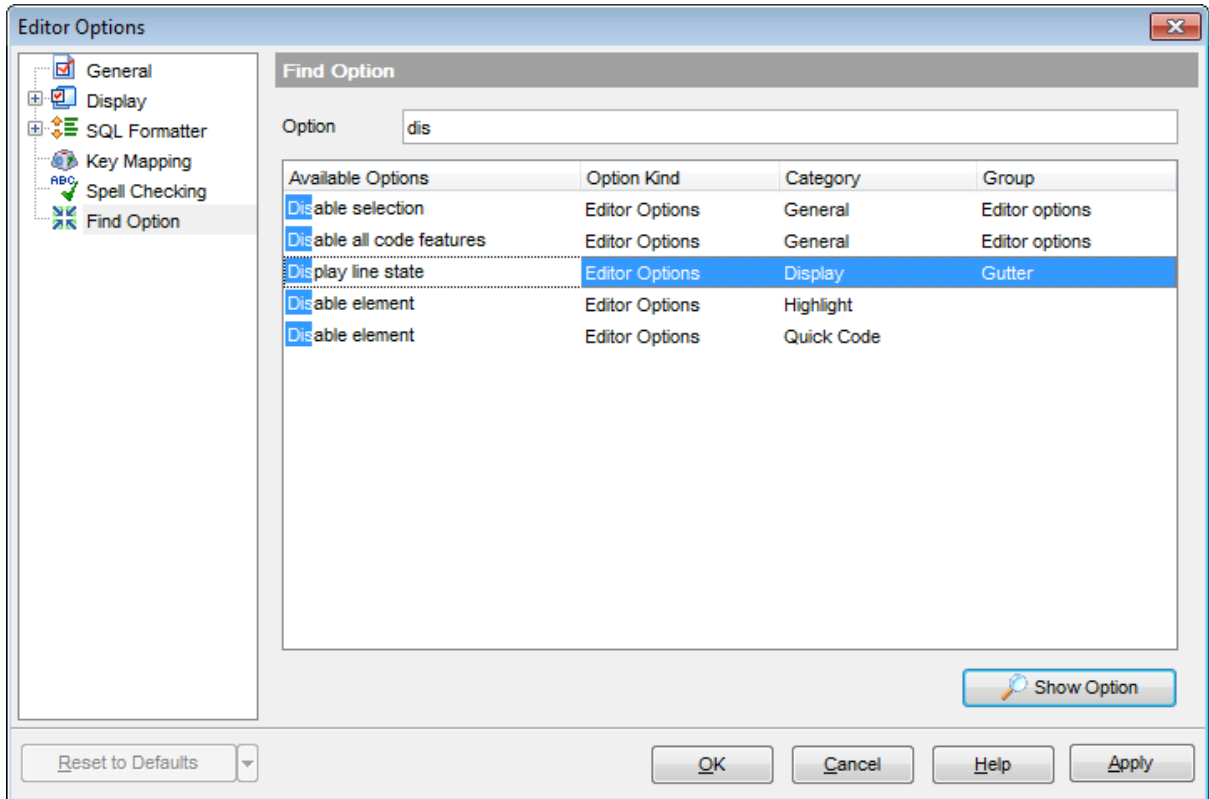 Editor Options
General
Display
SQL Formatter
Key Mapping
ABC
Spell Checking
Find Option
Find Option
Option dis
Available Options Option Kind Category Group
Disable selection Editor Options General Editor options
Disable all code features Editor Options General Editor options
Display line state Editor Options Display Gutter
Disable element Editor Options Highlight
Disable element Editor Options Quick Code
Show Option
Reset to Defaults OK Cancel Help Apply